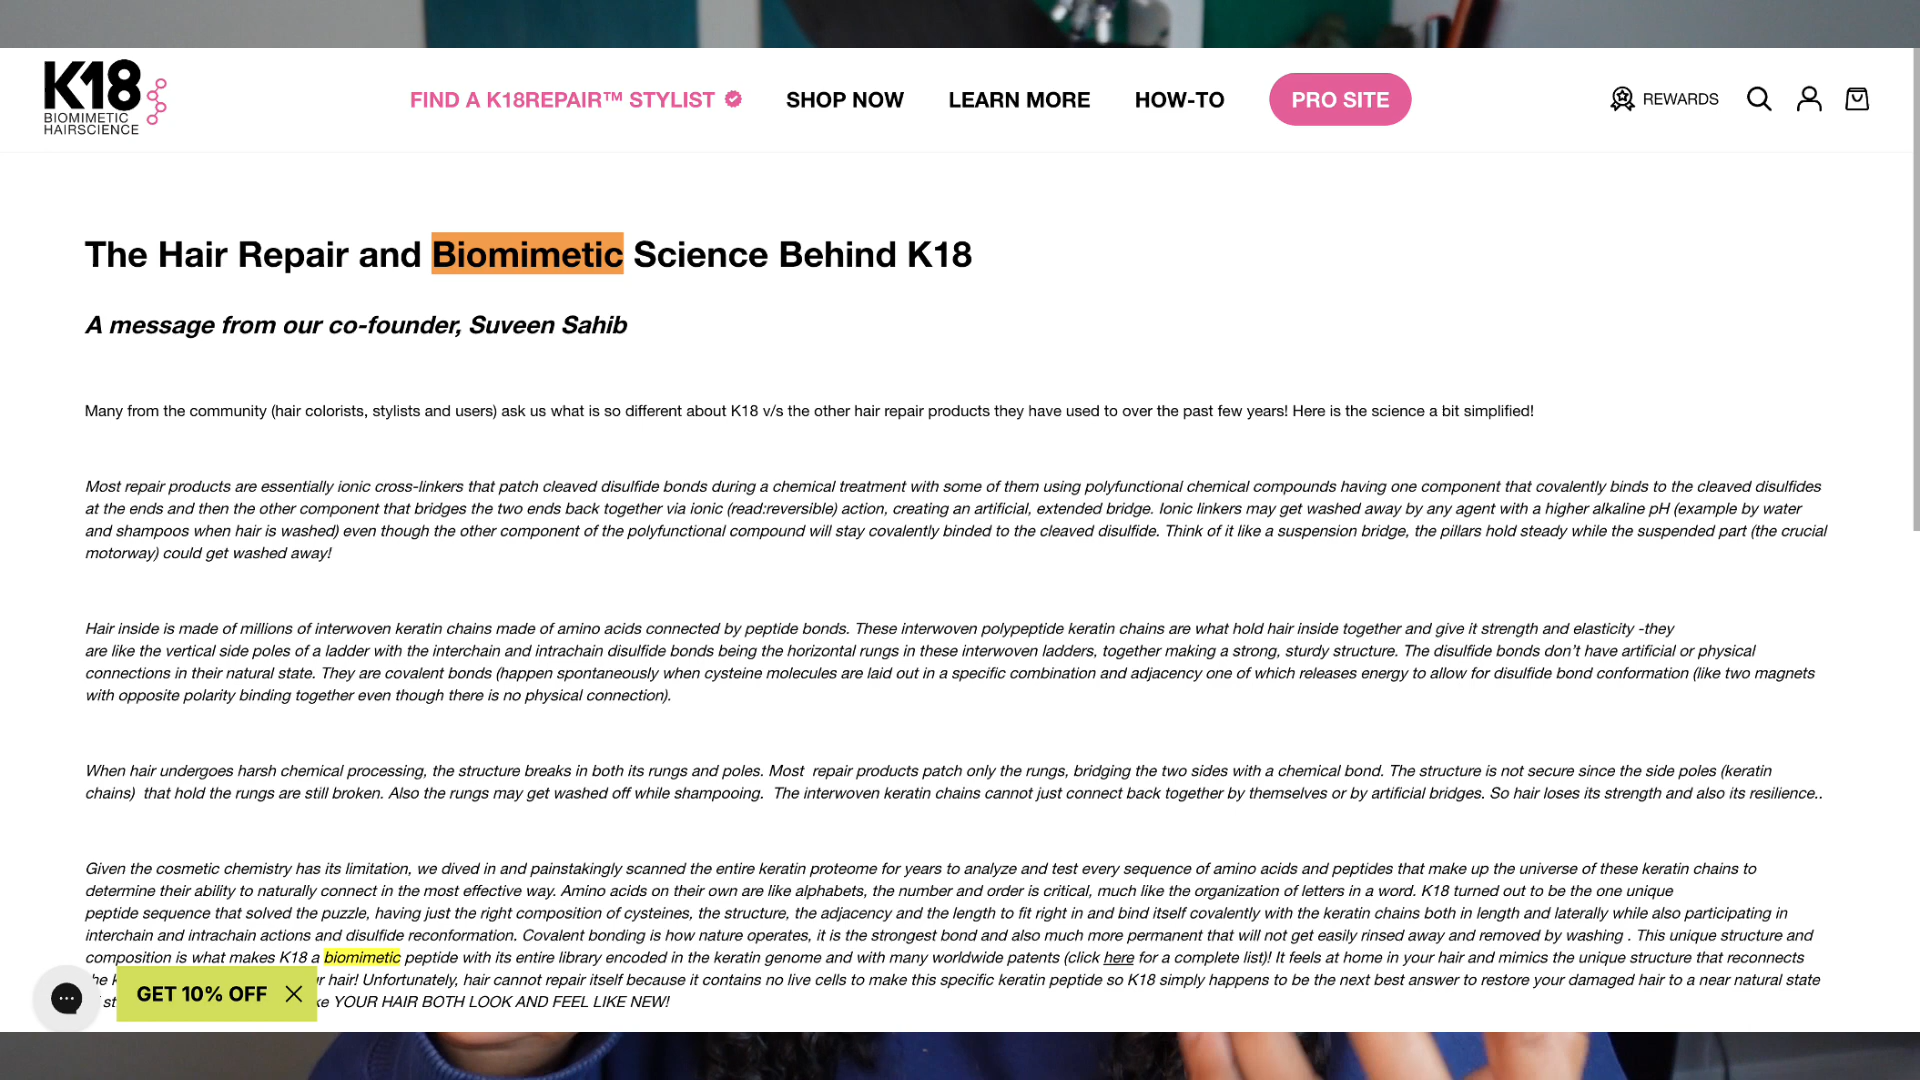 K18
BIOMIMETIC
HAIRSCIENCE
FIND A K18REPAIR™ STYLIST
SHOP NOW
LEARN MORE
HOW-TO
PRO SITE
REWARDS
The Hair Repair and Biomimetic Science Behind K18
A message from our co-founder, Suveen Sahib
Many from the community (hair colorists, stylists and users) ask us what is so different about K18 v/s the other hair repair products they have used to over the past few years! Here is the science a bit simplified!
Most repair products are essentially ionic cross-linkers that patch cleaved disulfide bonds during a chemical treatment with some of them using polyfunctional chemical compounds having one component that covalently binds to the cleaved disulfides
at the ends and then the other component that bridges the two ends back together via ionic (read:reversible) action, creating an artificial, extended bridge. Ionic linkers may get washed away by any agent with a higher alkaline pH (example by water
and shampoos when hair is washed) even though the other component of the polyfunctional compound will stay covalently binded to the cleaved disulfide. Think of it like a suspension bridge, the pillars hold steady while the suspended part (the crucial
motorway) could get washed away!
Hair inside is made of millions of interwoven keratin chains made of amino acids connected by peptide bonds. These interwoven polypeptide keratin chains are what hold hair inside together and give it strength and elasticity -they
are like the vertical side poles of a ladder with the interchain and intrachain disulfide bonds being the horizontal rungs in these interwoven ladders, together making a strong, sturdy structure. The disulfide bonds don't have artificial or physical
connections in their natural state. They are covalent bonds (happen spontaneously when cysteine molecules are laid out in a specific combination and adjacency one of which releases energy to allow for disulfide bond conformation (like two magnets
with opposite polarity binding together even though there is no physical connection).
When hair undergoes harsh chemical processing, the structure breaks in both its rungs and poles. Most repair products patch only the rungs, bridging the two sides with a chemical bond. The structure is not secure since the side poles (keratin
chains) that hold the rungs are still broken. Also the rungs may get washed off while shampooing. The interwoven keratin chains cannot just connect back together by themselves or by artificial bridges. So hair loses its strength and also its resilience..
Given the cosmetic chemistry has its limitation, we dived in and painstakingly scanned the entire keratin proteome for years to analyze and test every sequence of amino acids and peptides that make up the universe of these keratin chains to
determine their ability to naturally connect in the most effective way. Amino acids on their own are like alphabets, the number and order is critical, much like the organization of letters in a word. K18 turned out to be the one unique
peptide sequence that solved the puzzle, having just the right composition of cysteines, the structure, the adjacency and the length to fit right in and bind itself covalently with the keratin chains both in length and laterally while also participating in
interchain and intrachain actions and disulfide reconformation. Covalent bonding is how nature operates, it is the strongest bond and also much more permanent that will not get easily rinsed away and removed by washing . This unique structure and
composition is what makes K18 a biomimetic peptide with its entire library encoded in the keratin genome and with many worldwide patents (click here for a complete list)! It feels at home in your hair and mimics the unique structure that reconnects
hair! Unfortunately, hair cannot repair itself because it contains no live cells to make this specific keratin peptide so K18 simply happens to be the next best answer to restore your damaged hair to a near natural state
YOUR HAIR BOTH LOOK AND FEEL LIKE NEW!
GET 10% OFF